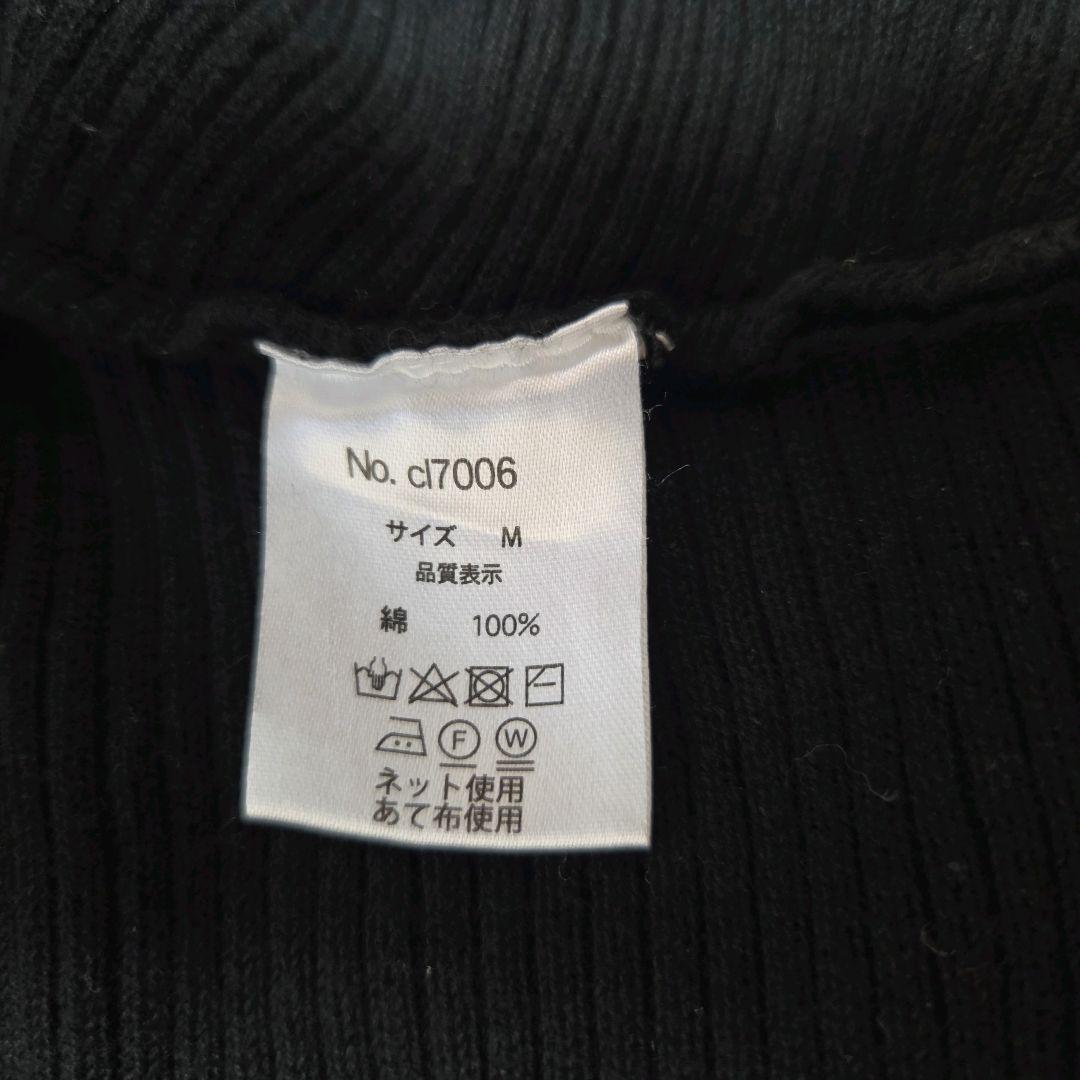 No. cl7006
サイズ M
品質表示
綿 100%
F W
ネット使用
あて布使用